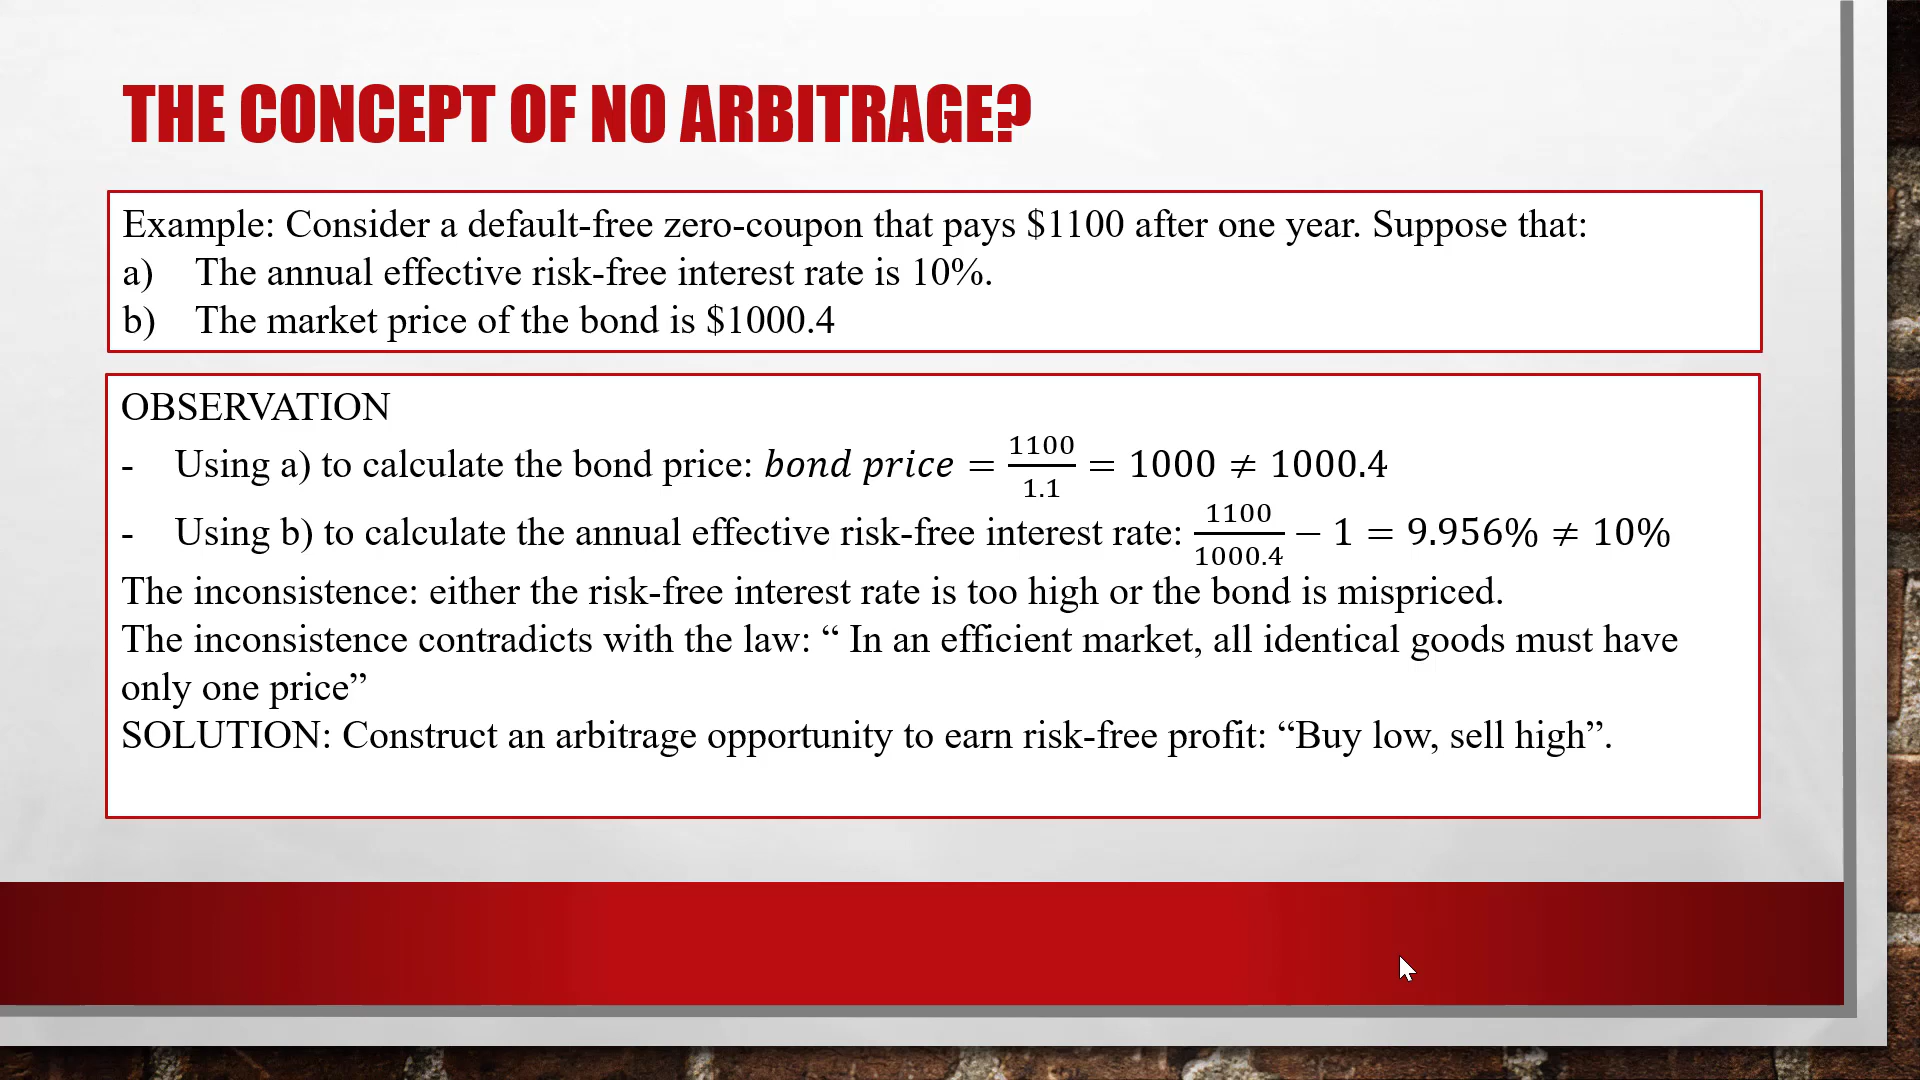 THE CONCEPT OF NO ARBITRAGE?
Example: Consider a default-free zero-coupon that pays $1100 after one year. Suppose that:
a) The annual effective risk-free interest rate is 10%.
b) The market price of the bond is $1000.4
OBSERVATION
- Using a) to calculate the bond price: bond price = 1100/1.1 = 1000 ≠ 1000.4
- Using b) to calculate the annual effective risk-free interest rate: 1100/1000.4 − 1 = 9.956% ≠ 10%
The inconsistence: either the risk-free interest rate is too high or the bond is mispriced.
The inconsistence contradicts with the law: “ In an efficient market, all identical goods must have
only one price”
SOLUTION: Construct an arbitrage opportunity to earn risk-free profit: “Buy low, sell high”.